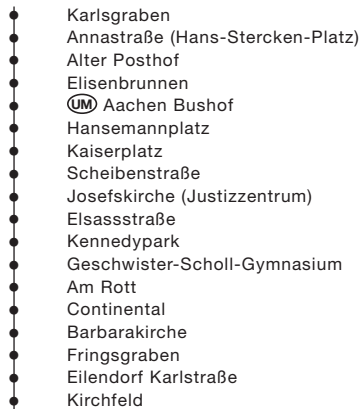 Karlsgraben
Annastraße (Hans-Stercken-Platz)
Alter Posthof
Elisenbrunnen
UM Aachen Bushof
Hansemannplatz
Kaiserplatz
Scheibenstraße
Josefskirche (Justizzentrum)
Elsassstraße
Kennedypark
Geschwister-Scholl-Gymnasium
Am Rott
Continental
Barbarakirche
Fringsgraben
Eilendorf Karlstraße
Kirchfeld